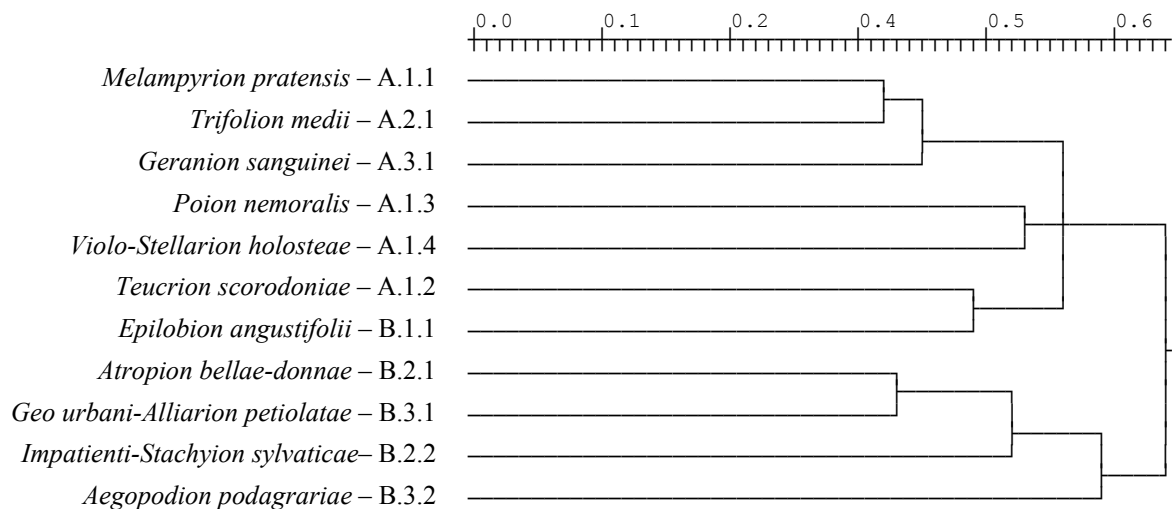 0.0 0.1 0.2 0.4 0.5 0.6
Melampyrion pratensis – A.1.1
Trifolion medii – A.2.1
Geranion sanguinei – A.3.1
Poion nemoralis – A.1.3
Violo-Stellarion holosteae – A.1.4
Teucrion scorodoniae – A.1.2
Epilobion angustifolii – B.1.1
Atropion bellae-donnae – B.2.1
Geo urbani-Alliarion petiolatae – B.3.1
Impatienti-Stachyion sylvaticae– B.2.2
Aegopodion podagrariae – B.3.2